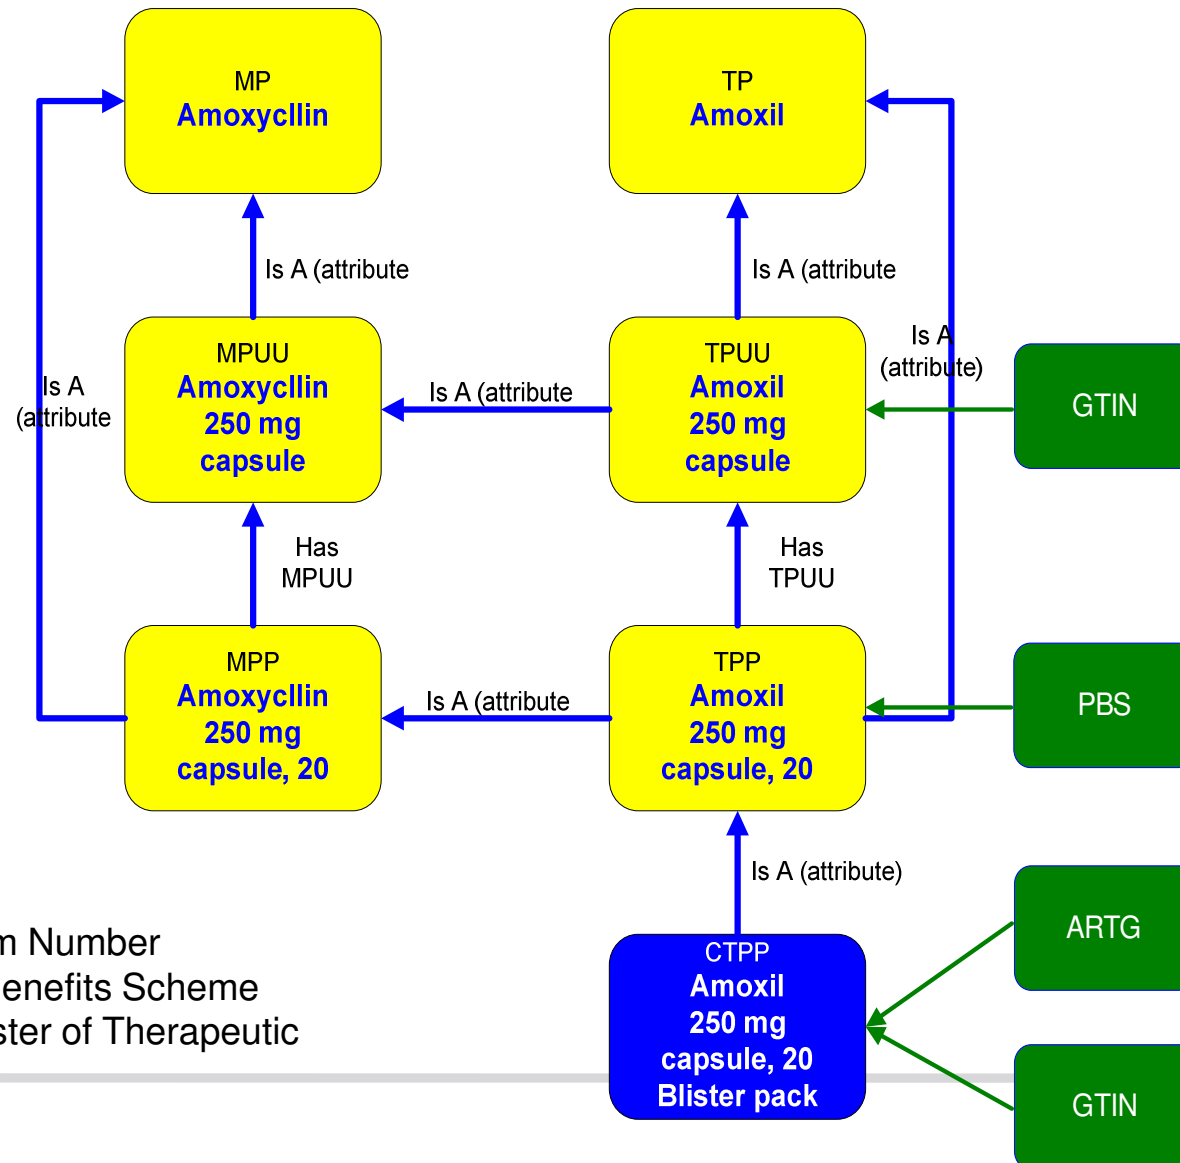 MP
Amoxycllin
TP
Amoxil
Is A (attribute
Is A (attribute
MPUU
Amoxycllin
250 mg
capsule
Is A (attribute
TPUU
Amoxil
250 mg
capsule
Is A
(attribute)
GTIN
Is A
(attribute
Has
MPUU
Has
TPUU
MPP
Amoxycllin
250 mg
capsule, 20
Is A (attribute
TPP
Amoxil
250 mg
capsule, 20
PBS
Is A (attribute)
ARTG
m Number
enefits Scheme
ster of Therapeutic
CTPP
Amoxil
250 mg
capsule, 20
Blister pack
GTIN